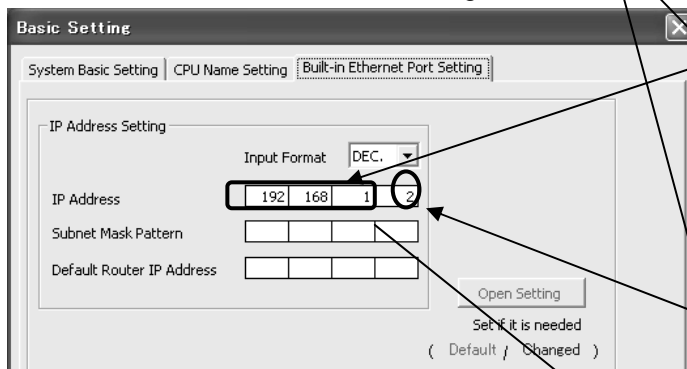 Basic Setting
System Basic Setting CPU Name Setting Built-in Ethernet Port Setting
IP Address Setting
Input Format DEC.
IP Address 192 168 1 2
Subnet Mask Pattern
Default Router IP Address
Open Setting
Set if it is needed
( Default / Changed )